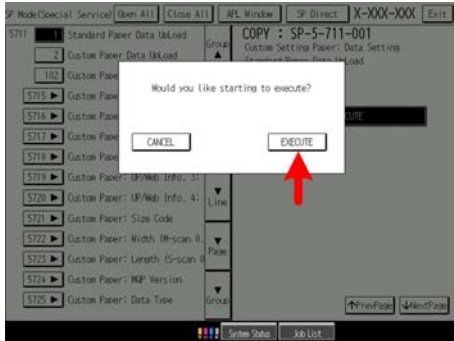 SP Mode(Special Service) Open All Close All APL Window SP Direct X-XXX-XXX Exit
5711 1 Standard Paper Data UpLoad
2 Custom Paper Data UpLoad
102 Custom Pape
5715 ► Custom Pape
5716 ► Custom Pape
5717 ► Custom Pape
5718 ► Custom Pape
5719 ► Custom Paper: UP/Web Info. 3:
5720 ► Custom Paper: UP/Web Info. 4:
5721 ► Custom Paper: Size Code
5722 ► Custom Paper: Width (M-scan 0.
5723 ► Custom Paper: Length (S-scan 0
5724 ► Custom Paper: MQP Version
5725 ► Custom Paper: Data Type
Group
▲
▼
Line
▼
Page
▼
Group
COPY : SP-5-711-001
Custom Setting Paper: Data Setting
Standard Paper Data UpLoad
CUTE
Would you like starting to execute?
CANCEL EXECUTE
↑PrevPage ↓NextPage
System Status Job List